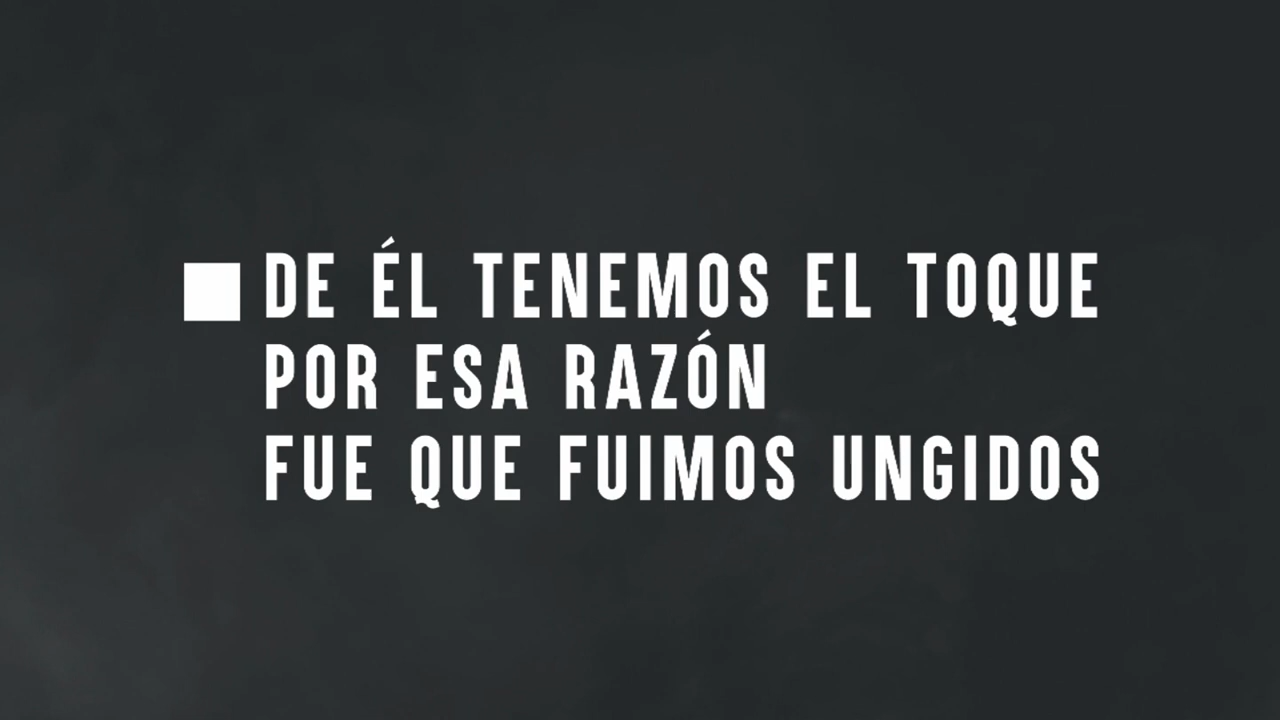 DE ÉL TENEMOS EL TOQUE
POR ESA RAZÓN
FUE QUE FUIMOS UNGIDOS